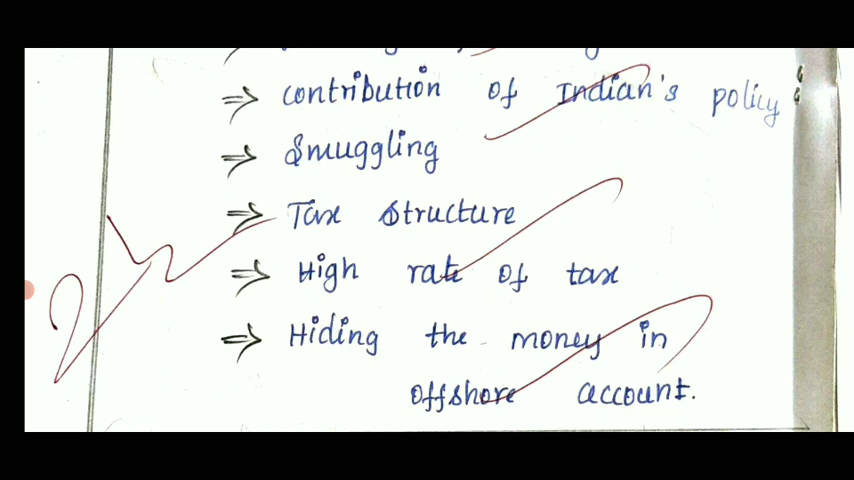 ⇒ contribution of Indian's policy
⇒ Smuggling
⇒ Tax structure
⇒ High rate of tax
⇒ Hiding the money in
offshore account.